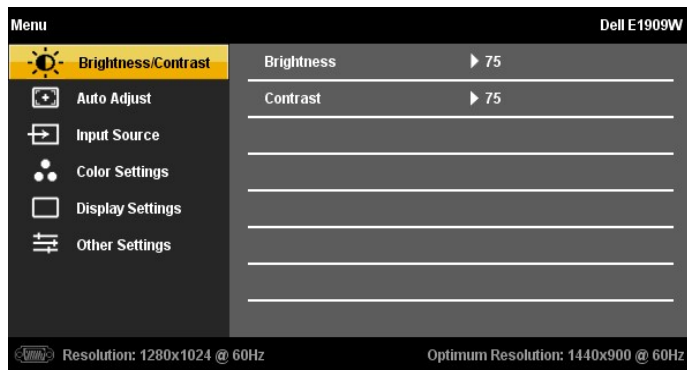 Menu Dell E1909W
Brightness/Contrast Brightness 75
Auto Adjust Contrast 75
Input Source
Color Settings
Display Settings
Other Settings
Resolution: 1280x1024 @ 60Hz Optimum Resolution: 1440x900 @ 60Hz